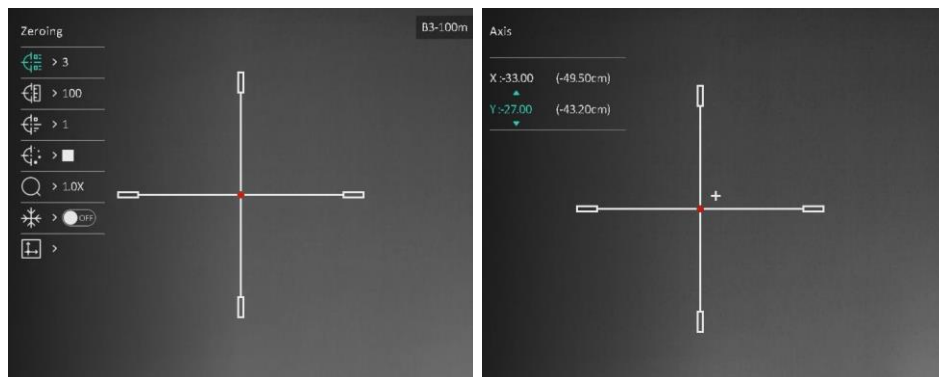 Zeroing
B3-100m
> 3
> 100
> 1
>
> 1.0X
> OFF
>
Axis
X:-33.00 (-49.50cm)
Y:-27.00 (-43.20cm)